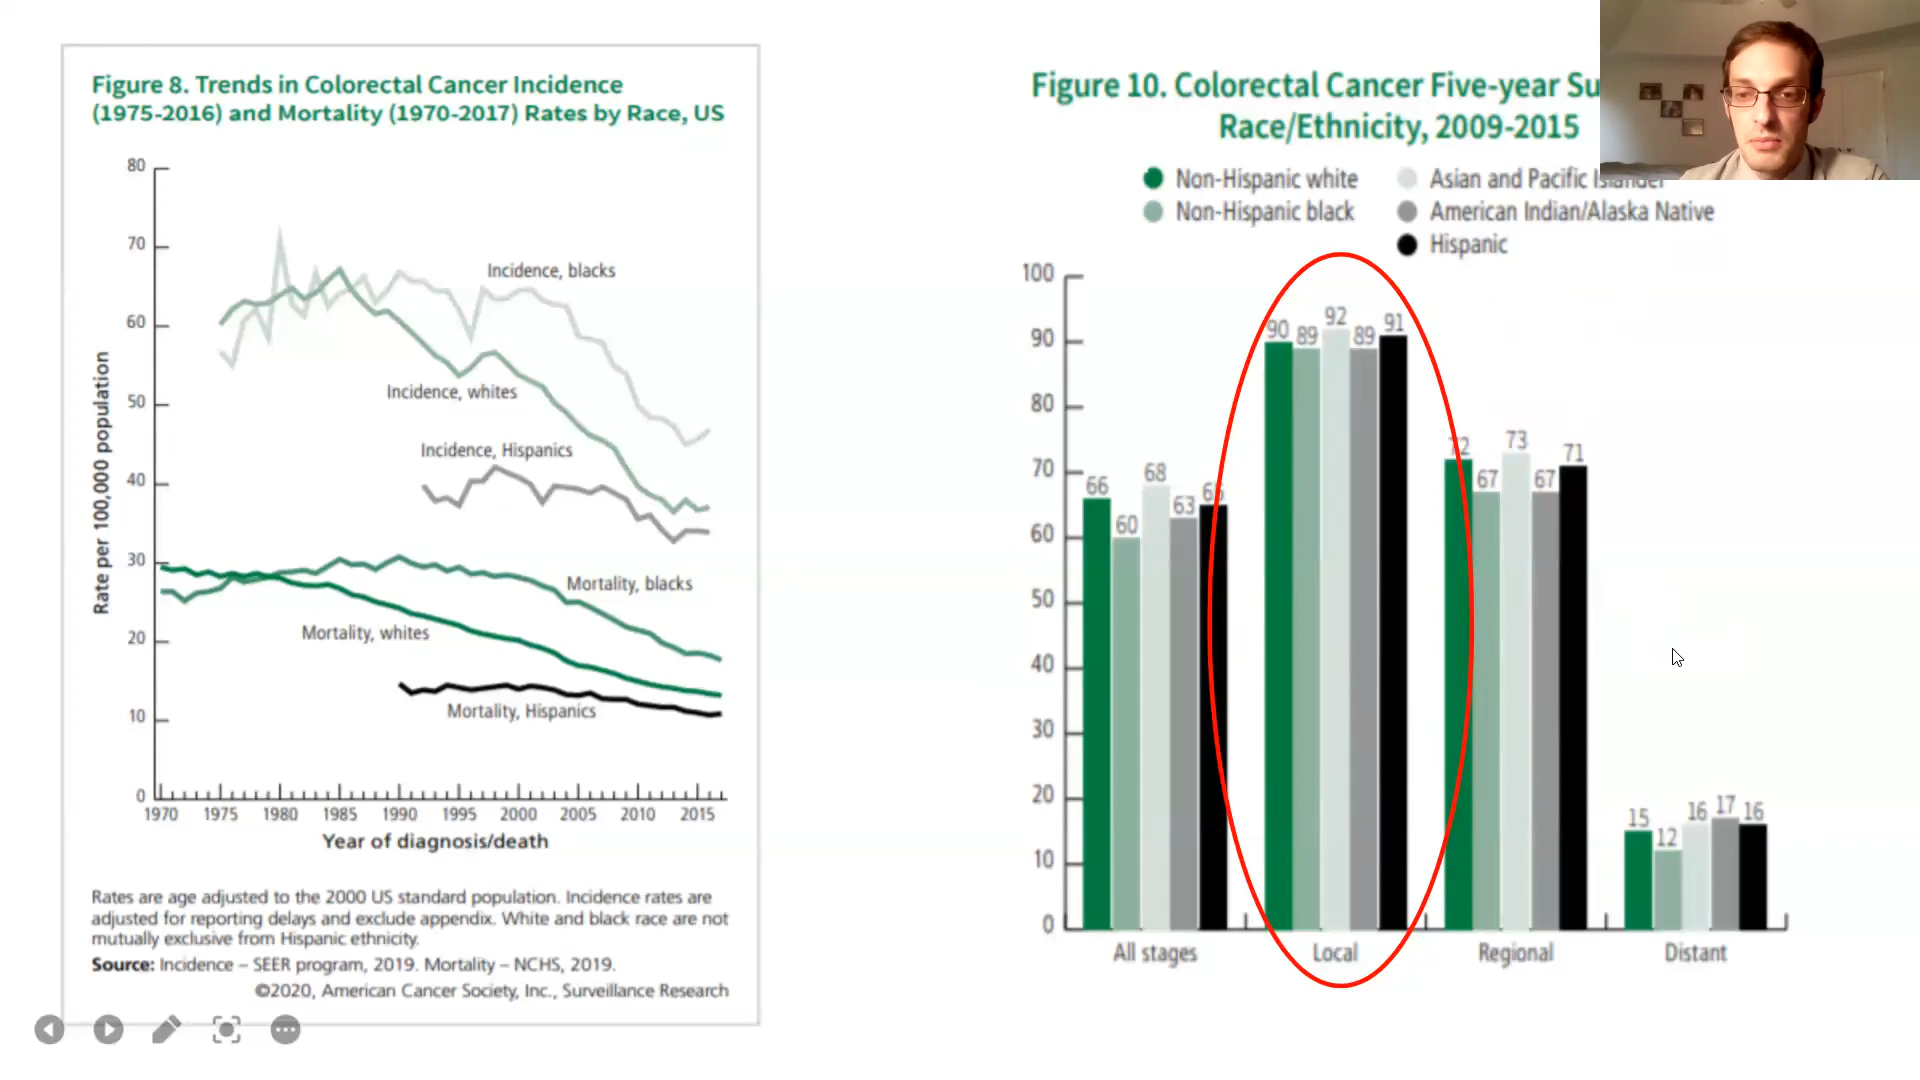 Figure 8. Trends in Colorectal Cancer Incidence
(1975-2016) and Mortality (1970-2017) Rates by Race, US
80
70
60
50
40
30
20
10
0
Rate per 100,000 population
Incidence, blacks
Incidence, whites
Incidence, Hispanics
Mortality, blacks
Mortality, whites
Mortality, Hispanics
1970 1975 1980 1985 1990 1995 2000 2005 2010 2015
Year of diagnosis/death
Rates are age adjusted to the 2000 US standard population. Incidence rates are
adjusted for reporting delays and exclude appendix. White and black race are not
mutually exclusive from Hispanic ethnicity.
Source: Incidence – SEER program, 2019. Mortality – NCHS, 2019.
©2020, American Cancer Society, Inc., Surveillance Research
Figure 10. Colorectal Cancer Five-year Su
Race/Ethnicity, 2009-2015
Non-Hispanic white
Non-Hispanic black
Asian and Pacific Islander
American Indian/Alaska Native
Hispanic
100
90
80
70
60
50
40
30
20
10
0
66 60 68 63
90 89 92 89 91
72 67 73 67 71
15 12 16 17 16
All stages Local Regional Distant